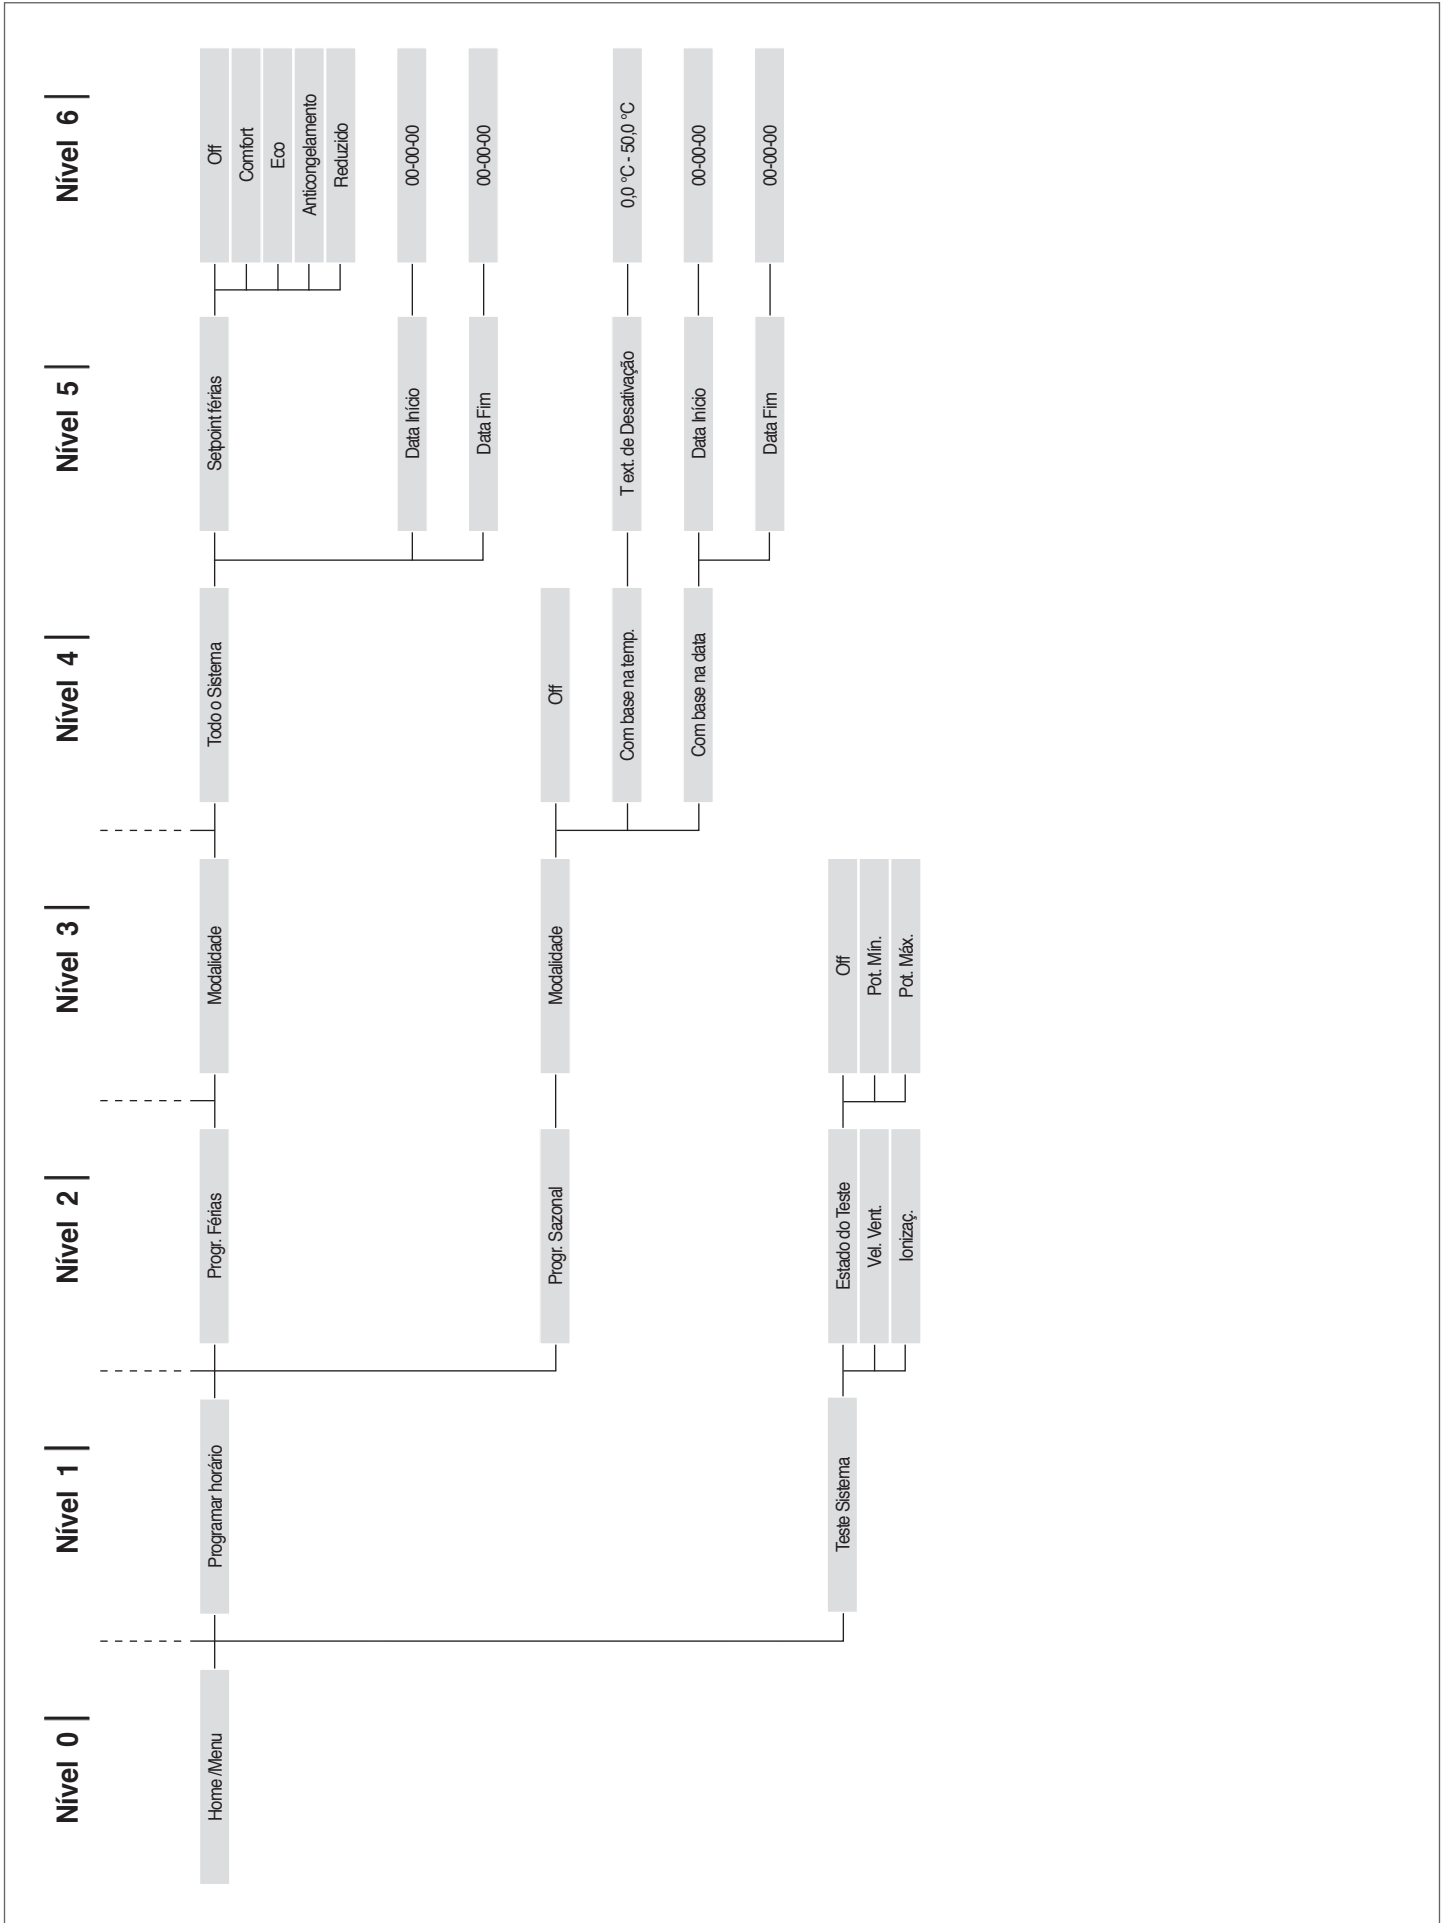 Nível 0
Nível 1
Nível 2
Nível 3
Nível 4
Nível 5
Nível 6
Home /Menu
Programar horário
Progr. Férias
Modalidade
Todo o Sistema
Setpoint férias
Off
Comfort
Eco
Anticongelamento
Reduzido
Data Início
00-00-00
Data Fim
00-00-00
Progr. Sazonal
Modalidade
Off
Com base na temp.
T ext. de Desativação
0,0 °C - 50,0 °C
Com base na data
Data Início
00-00-00
Data Fim
00-00-00
Teste Sistema
Estado do Teste
Off
Vel. Vent.
Pot. Mín.
Ionizaç.
Pot. Máx.